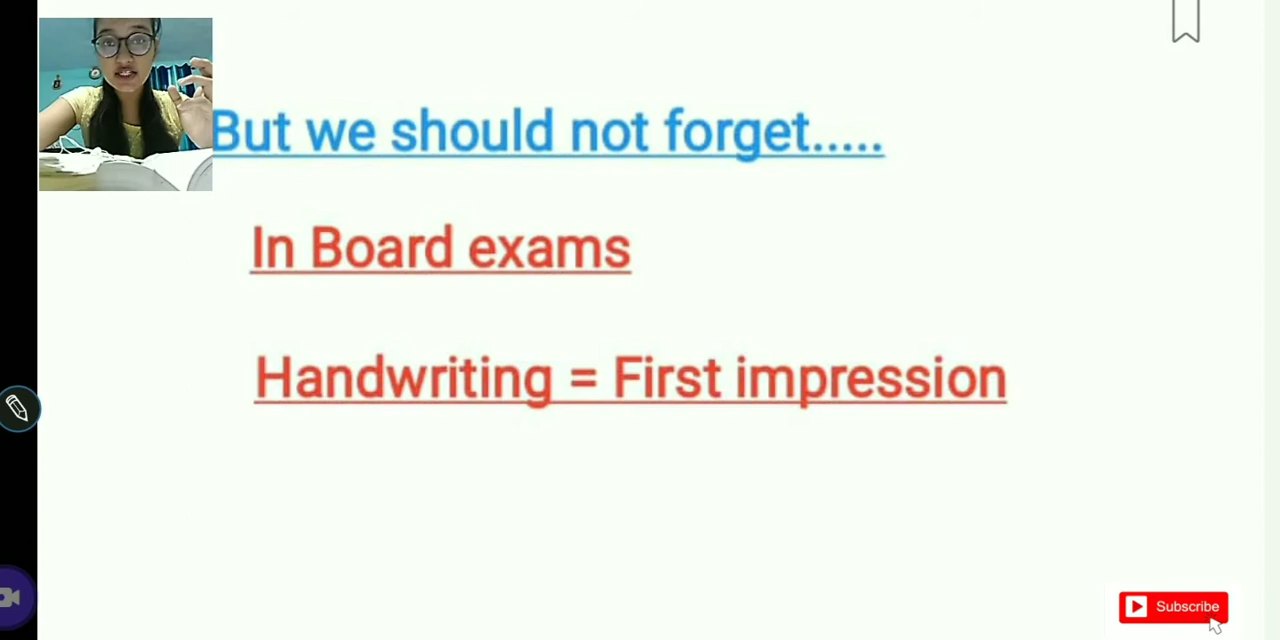 But we should not forget.....
In Board exams
Handwriting = First impression
Subscribe